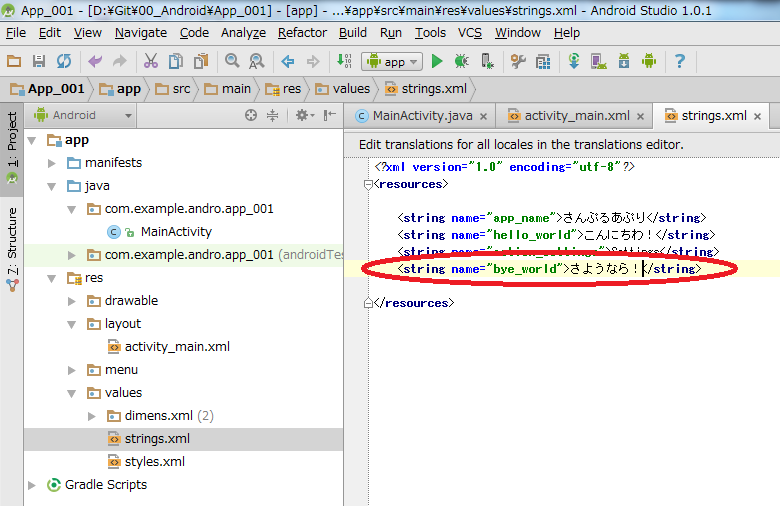 App_001 - [D:¥Git¥00_Android¥App_001] - [app] - ...¥app¥src¥main¥res¥values¥strings.xml - Android Studio 1.0.1
File Edit View Navigate Code Analyze Refactor Build Run Tools VCS Window Help
app
App_001 app src main res values strings.xml
1: Project
7: Structure
Android
app
manifests
java
com.example.andro.app_001
MainActivity
com.example.andro.app_001 (androidTes
res
drawable
layout
activity_main.xml
menu
values
dimens.xml (2)
strings.xml
styles.xml
Gradle Scripts
MainActivity.java activity_main.xml strings.xml
Edit translations for all locales in the translations editor.
<?xml version="1.0" encoding="utf-8"?>
<resources>
<string name="app_name">さんぷるあぷり</string>
<string name="hello_world">こんにちわ！</string>
<string name="action_settings">Settings</string>
<string name="bye_world">さようなら！</string>
</resources>